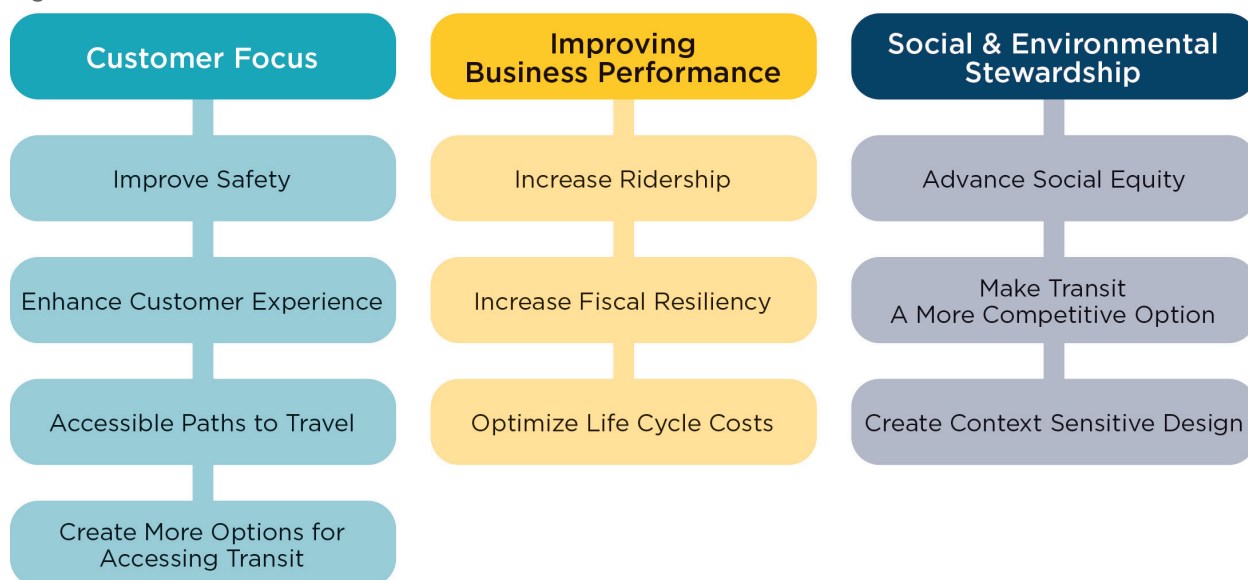 Customer Focus
Improve Safety
Enhance Customer Experience
Accessible Paths to Travel
Create More Options for
Accessing Transit
Improving
Business Performance
Increase Ridership
Increase Fiscal Resiliency
Optimize Life Cycle Costs
Social & Environmental
Stewardship
Advance Social Equity
Make Transit
A More Competitive Option
Create Context Sensitive Design